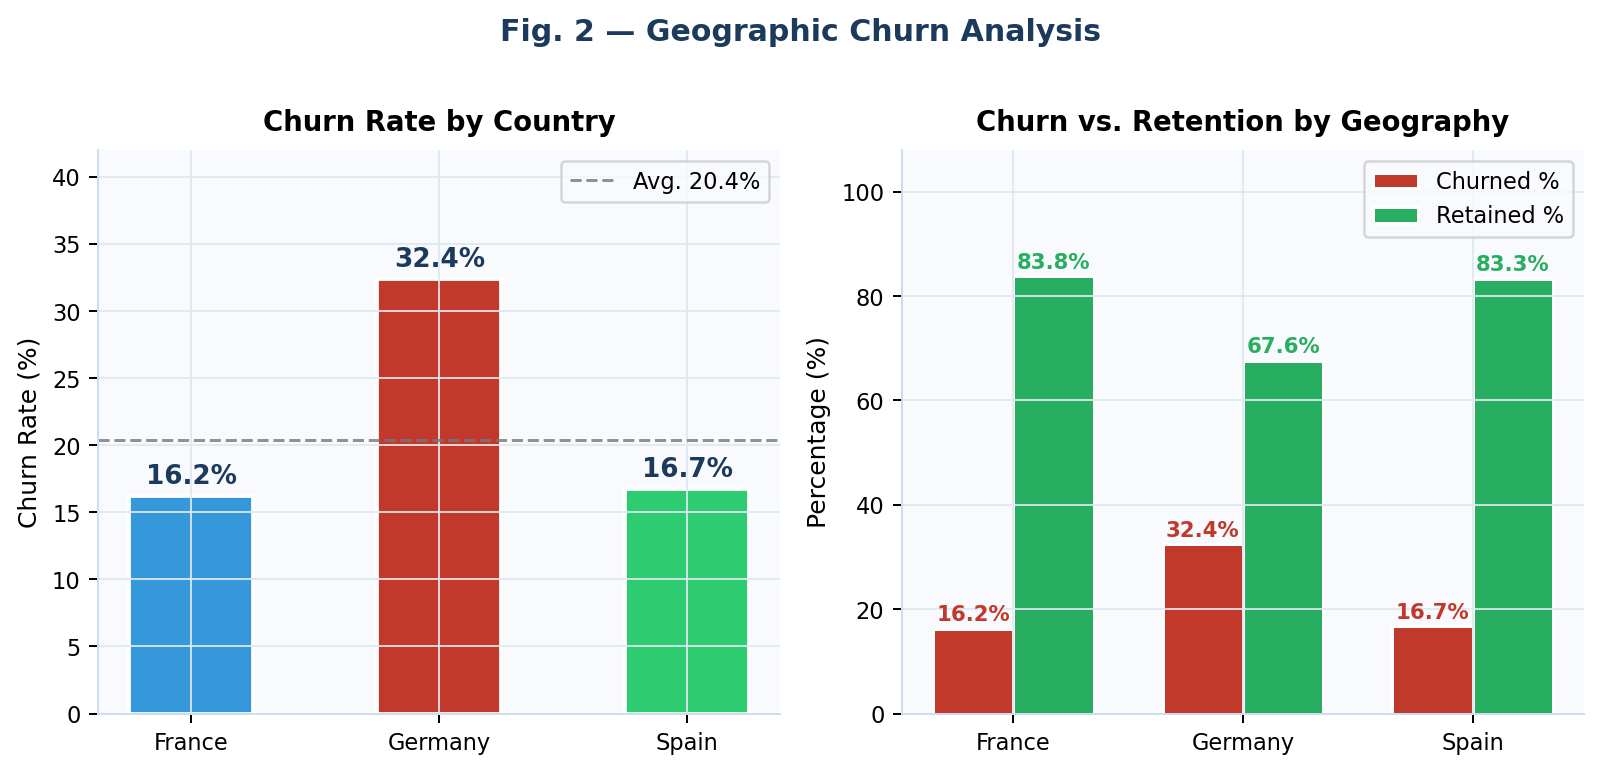 Fig. 2 — Geographic Churn Analysis
Churn Rate by Country
Churn Rate (%)
40
35
30
25
20
15
10
5
0
Avg. 20.4%
16.2%
32.4%
16.7%
France
Germany
Spain
Churn vs. Retention by Geography
Percentage (%)
100
80
60
40
20
0
Churned %
Retained %
16.2%
83.8%
32.4%
67.6%
16.7%
83.3%
France
Germany
Spain